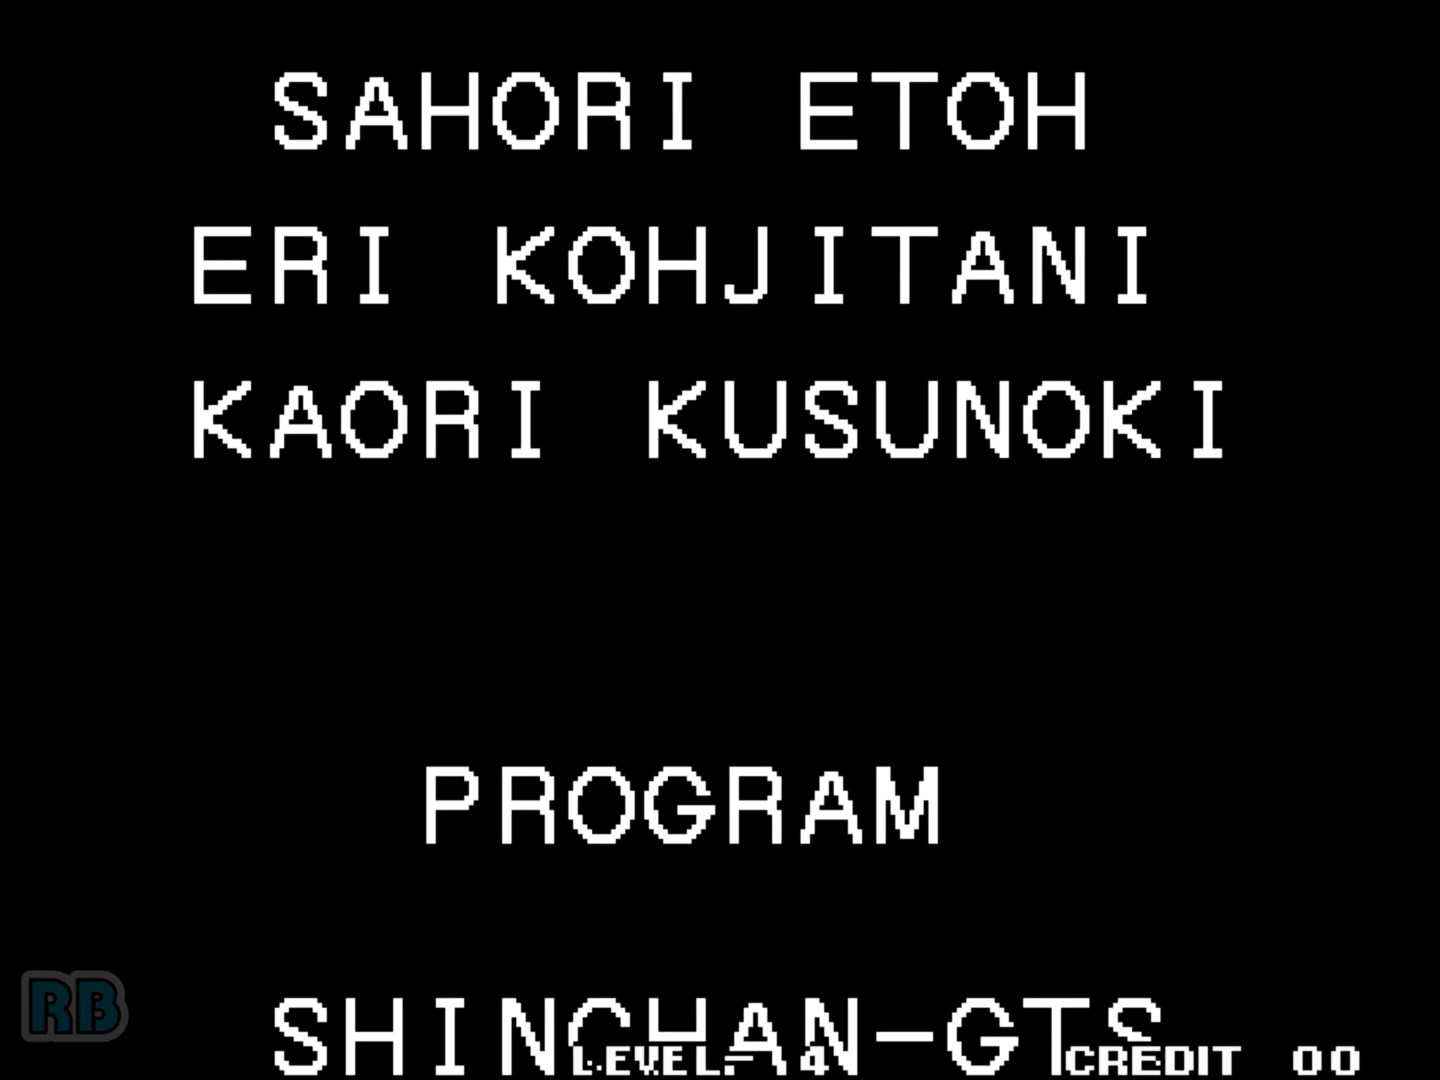 SAHORI ETOH
ERI KOHJITANI
KAORI KUSUNOKI
PROGRAM
SHINCHAN-GTS
LEVEL- 4 CREDIT 00
RB